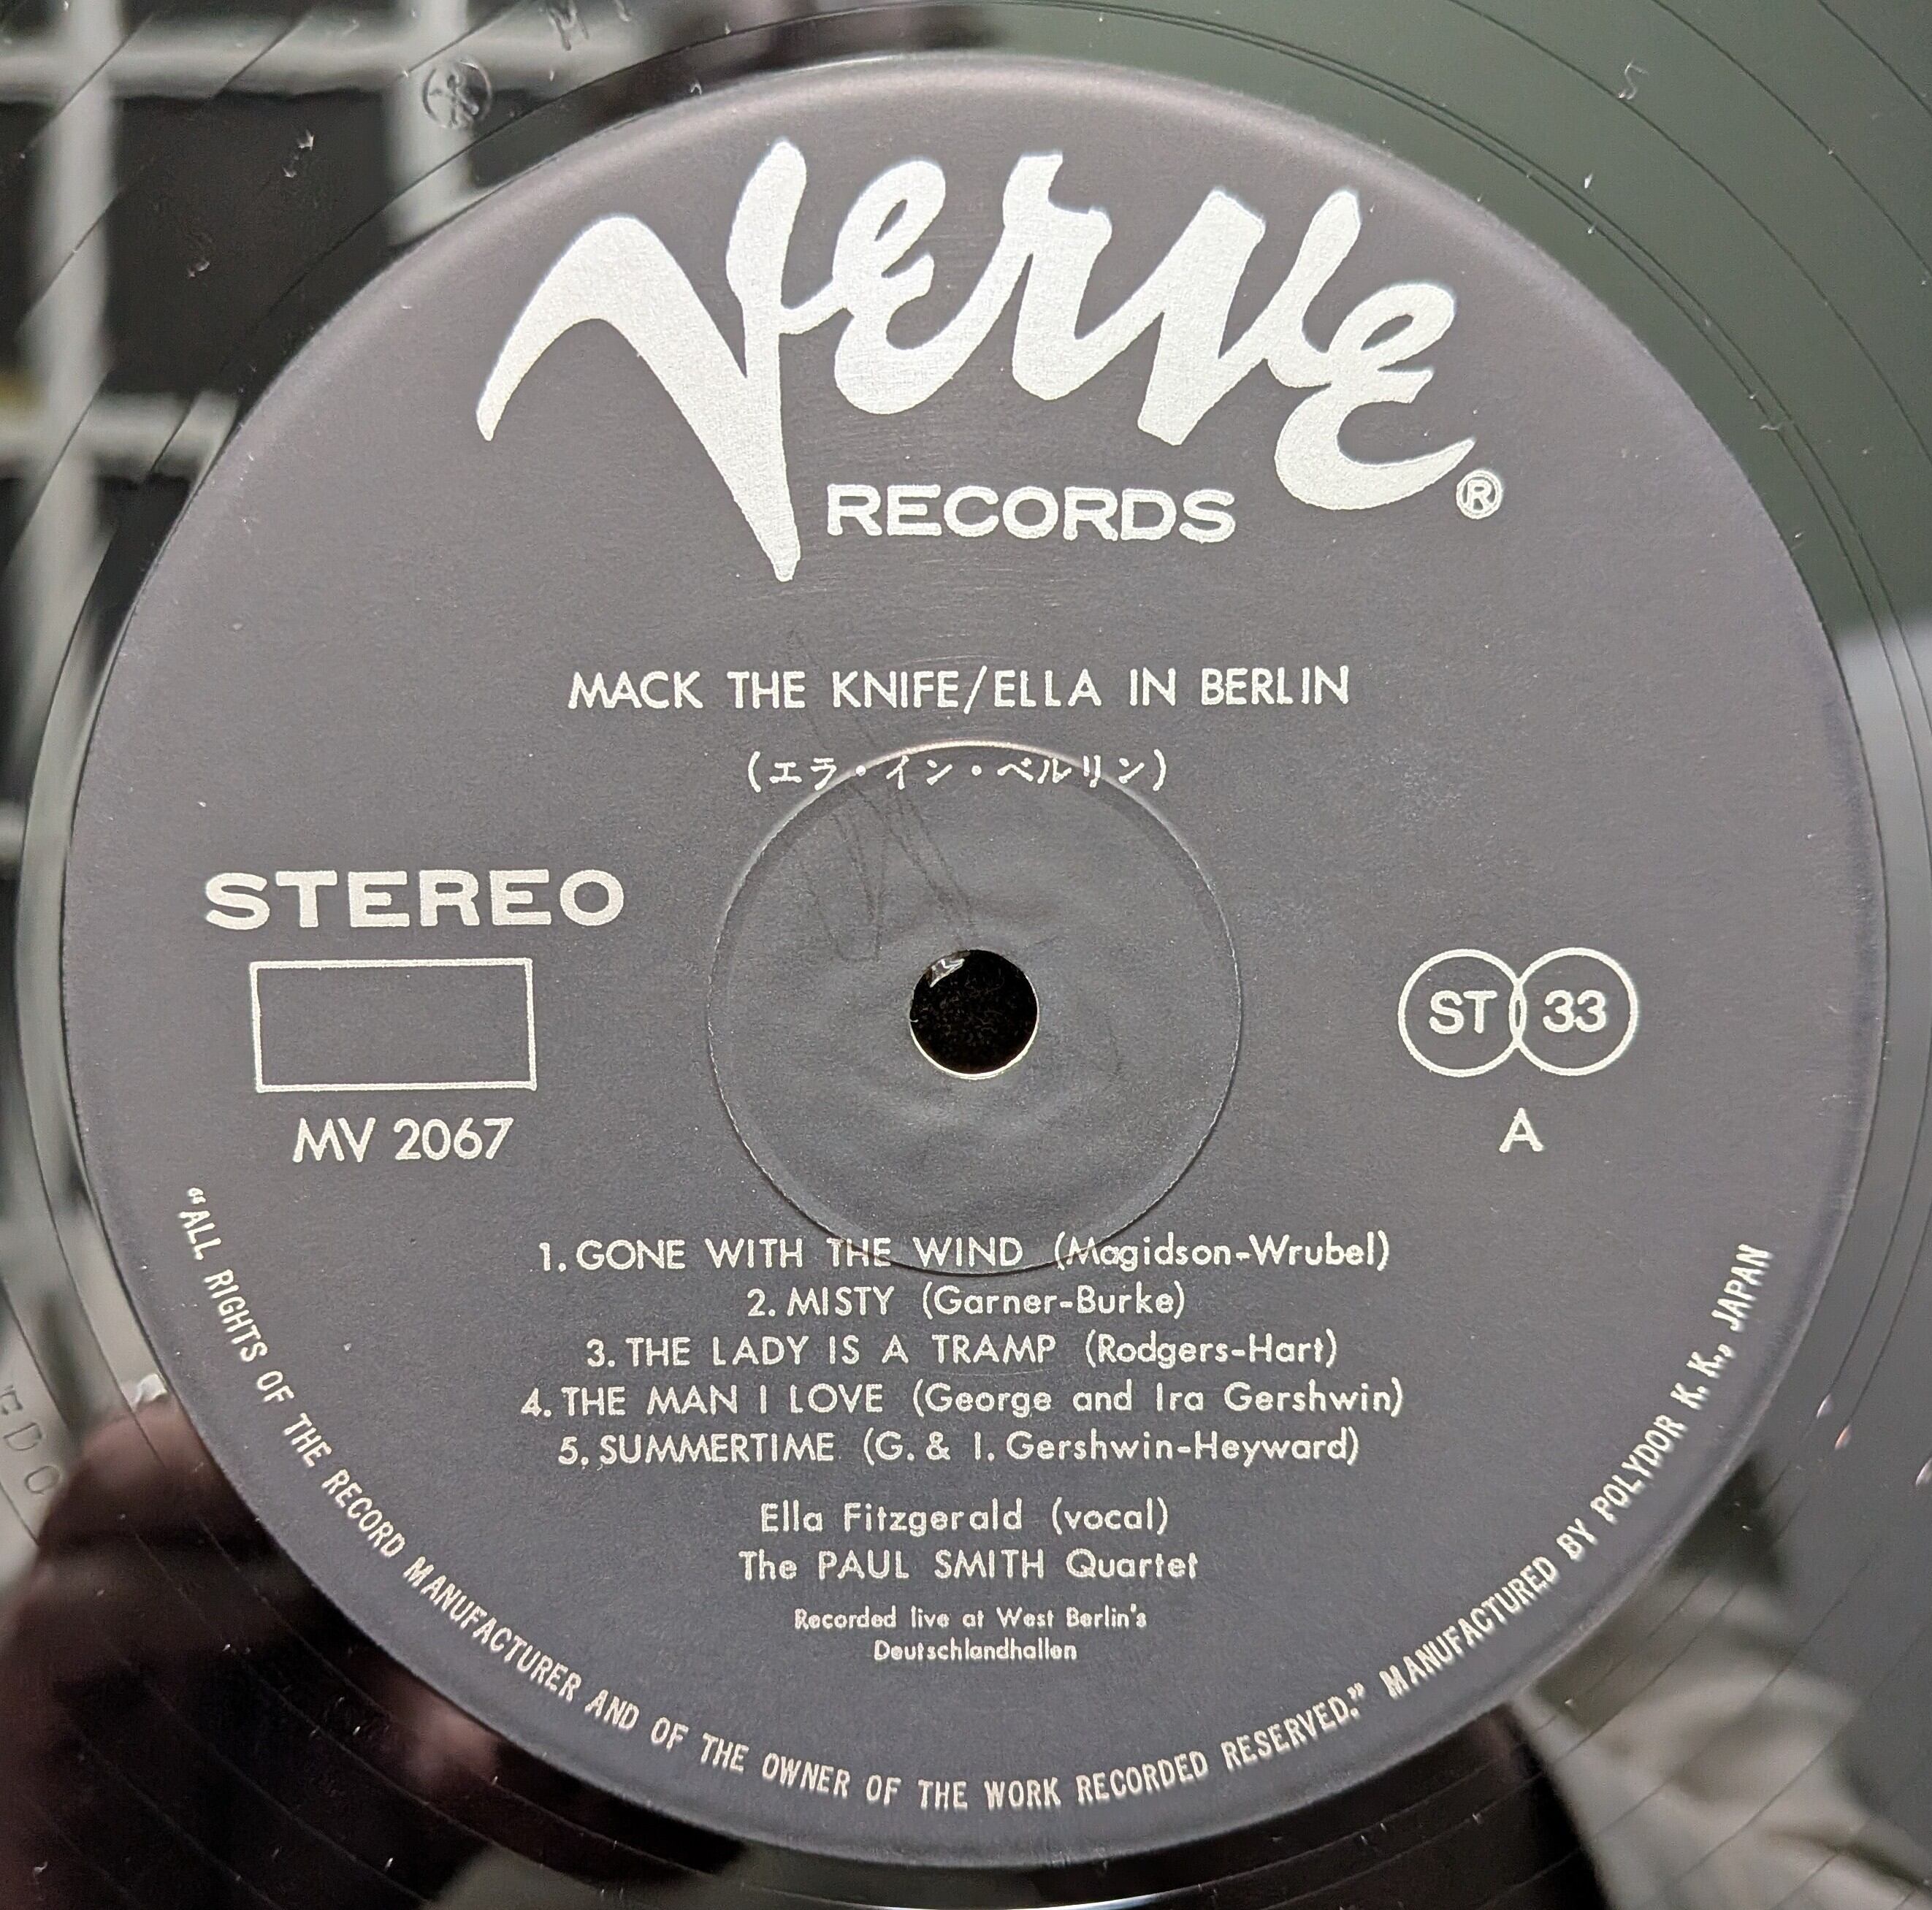 Verve
RECORDS ®
MACK THE KNIFE/ELLA IN BERLIN
(エラ・イン・ベルリン)
STEREO
ST 33
MV 2067
A
1. GONE WITH THE WIND (Magidson-Wrubel)
2. MISTY (Garner-Burke)
3. THE LADY IS A TRAMP (Rodgers-Hart)
4. THE MAN I LOVE (George and Ira Gershwin)
5. SUMMERTIME (G. & I. Gershwin-Heyward)
Ella Fitzgerald (vocal)
The PAUL SMITH Quartet
Recorded live at West Berlin's
Deutschlandhallen
"ALL RIGHTS OF THE RECORD MANUFACTURER AND OF THE OWNER OF THE WORK RECORDED RESERVED." MANUFACTURED BY POLYDOR K. K., JAPAN